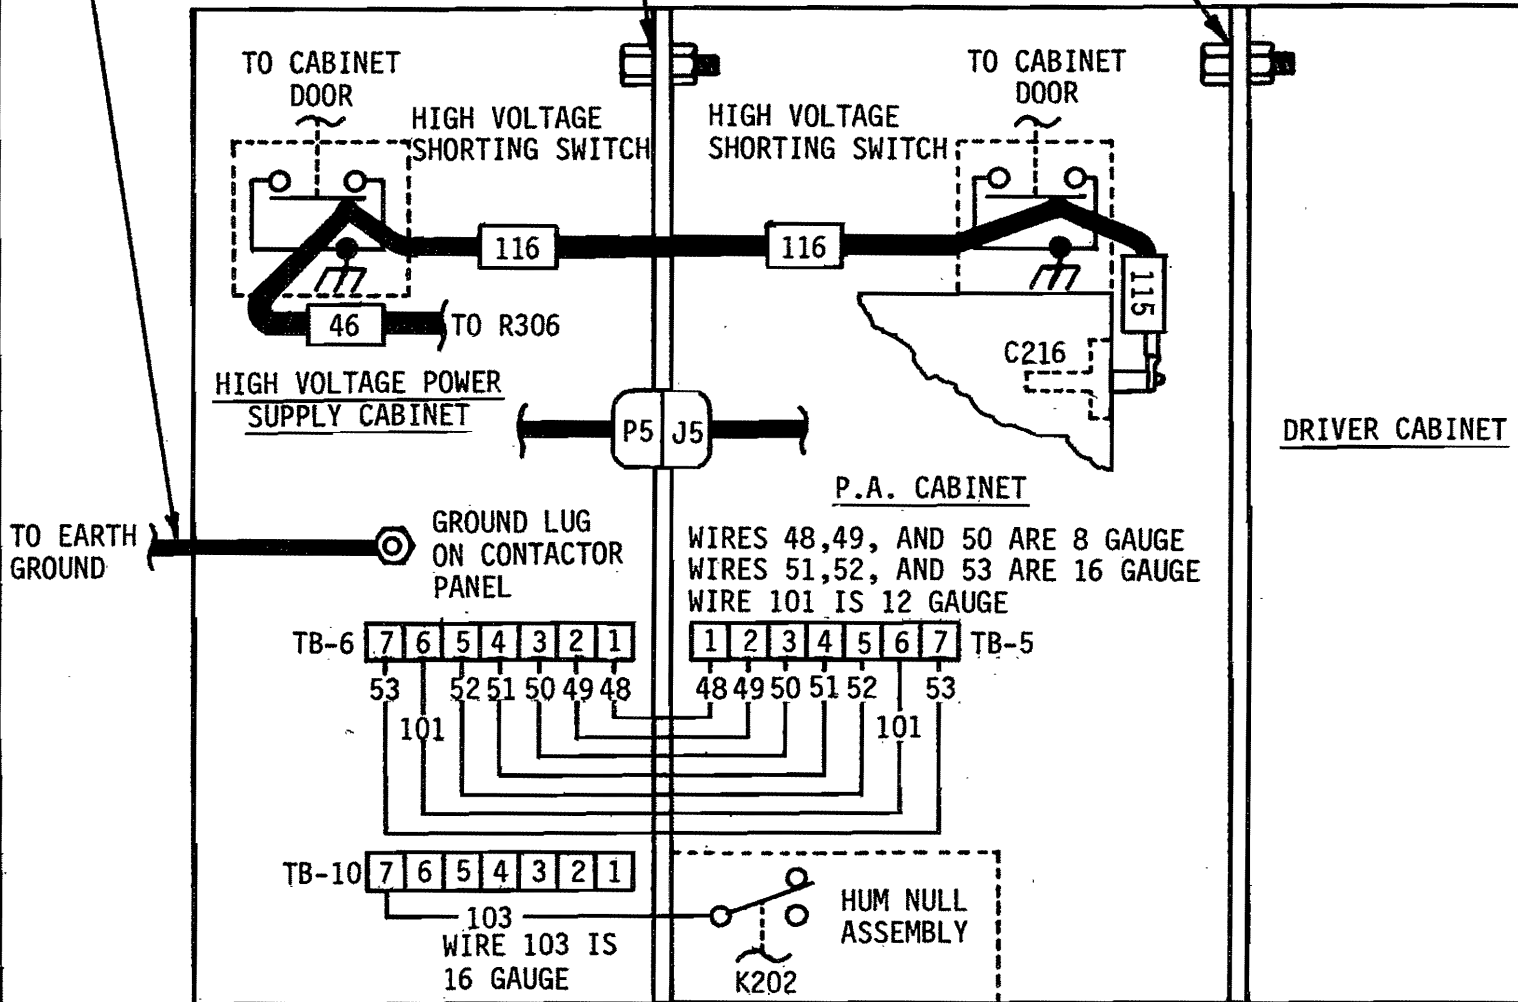 TO CABINET
DOOR
HIGH VOLTAGE
SHORTING SWITCH
HIGH VOLTAGE
SHORTING SWITCH
TO CABINET
DOOR
116
116
115
46
TO R306
C216
HIGH VOLTAGE POWER
SUPPLY CABINET
P5 J5
DRIVER CABINET
P.A. CABINET
TO EARTH
GROUND
GROUND LUG
ON CONTACTOR
PANEL
WIRES 48,49, AND 50 ARE 8 GAUGE
WIRES 51,52, AND 53 ARE 16 GAUGE
WIRE 101 IS 12 GAUGE
TB-6 7 6 5 4 3 2 1
1 2 3 4 5 6 7 TB-5
53 52 51 50 49 48
48 49 50 51 52 53
101
101
TB-10 7 6 5 4 3 2 1
103
WIRE 103 IS
16 GAUGE
HUM NULL
ASSEMBLY
K202